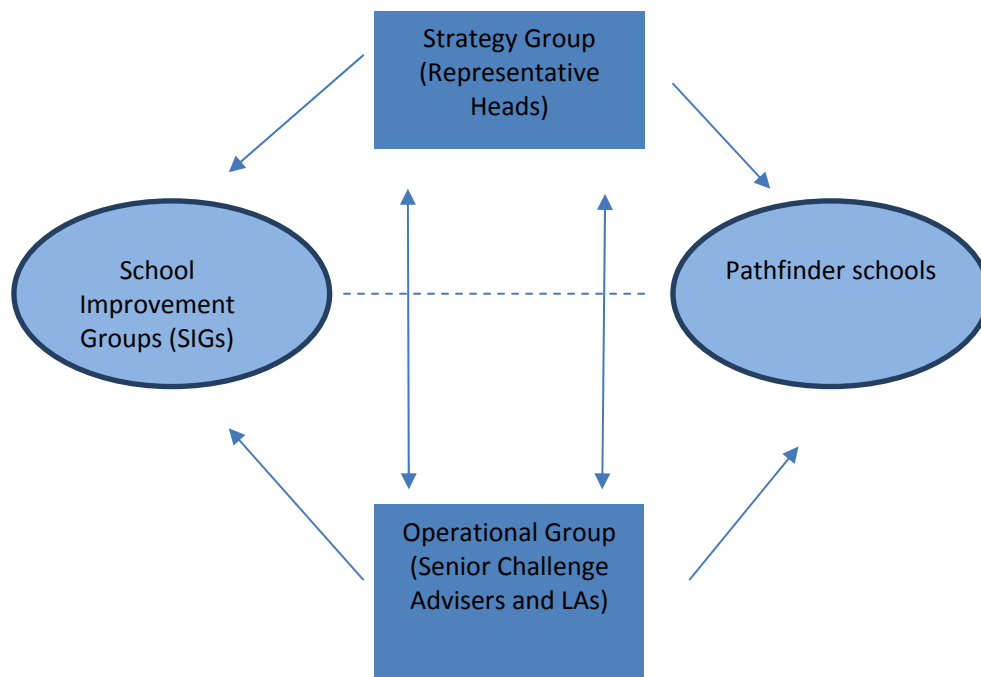 Strategy Group
(Representative
Heads)
School
Improvement
Groups (SIGs)
Pathfinder schools
Operational Group
(Senior Challenge
Advisers and LAs)